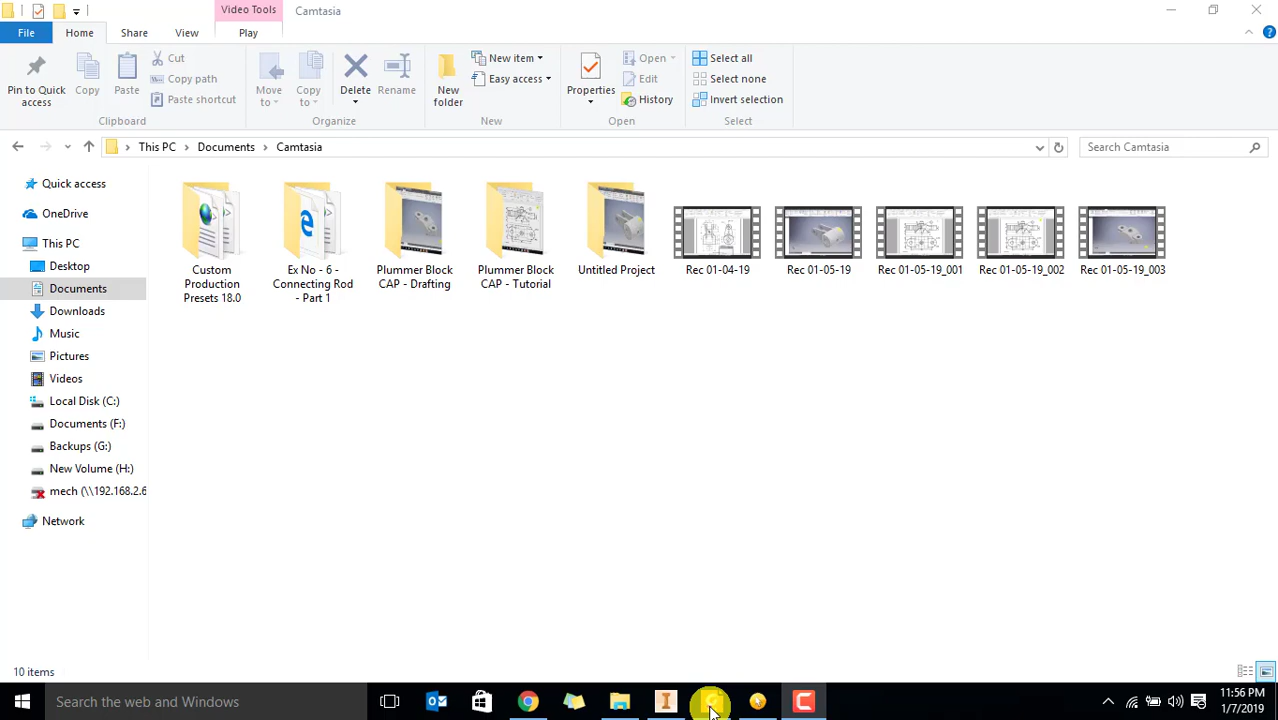 Video Tools
Camtasia
File
Home
Share
View
Play
Pin to Quick access
Copy
Paste
Cut
Copy path
Paste shortcut
Clipboard
Move to
Copy to
Delete
Rename
Organize
New folder
New item
Easy access
New
Properties
Open
Edit
History
Open
Select all
Select none
Invert selection
Select
This PC
Documents
Camtasia
Search Camtasia
Quick access
OneDrive
This PC
Desktop
Documents
Downloads
Music
Pictures
Videos
Local Disk (C:)
Documents (F:)
Backups (G:)
New Volume (H:)
mech (\\192.168.2.6
Network
Custom
Production
Presets 18.0
Ex No - 6 -
Connecting Rod
- Part 1
Plummer Block
CAP - Drafting
Plummer Block
CAP - Tutorial
Untitled Project
Rec 01-04-19
Rec 01-05-19
Rec 01-05-19_001
Rec 01-05-19_002
Rec 01-05-19_003
10 items
Search the web and Windows
11:56 PM
1/7/2019